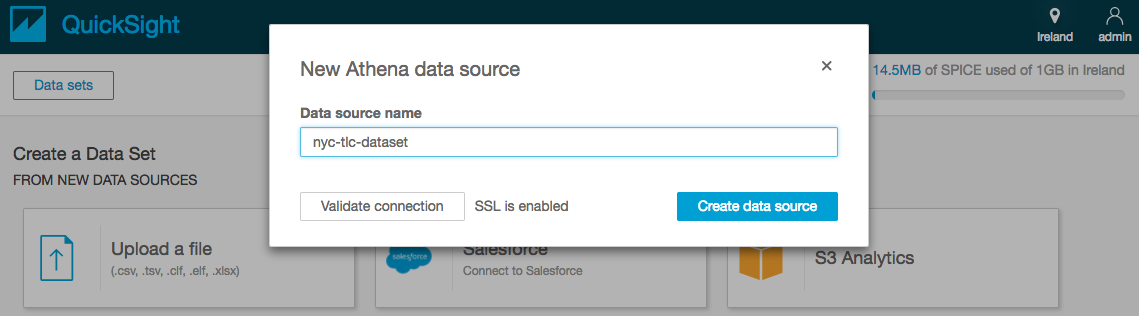 QuickSight
Ireland
admin
New Athena data source
×
Data sets
14.5MB of SPICE used of 1GB in Ireland
Data source name
nyc-tlc-dataset
Create a Data Set
FROM NEW DATA SOURCES
Validate connection
SSL is enabled
Create data source
Upload a file
(.csv, .tsv, .clf, .elf, .xlsx)
salesforce
Salesforce
Connect to Salesforce
S3 Analytics